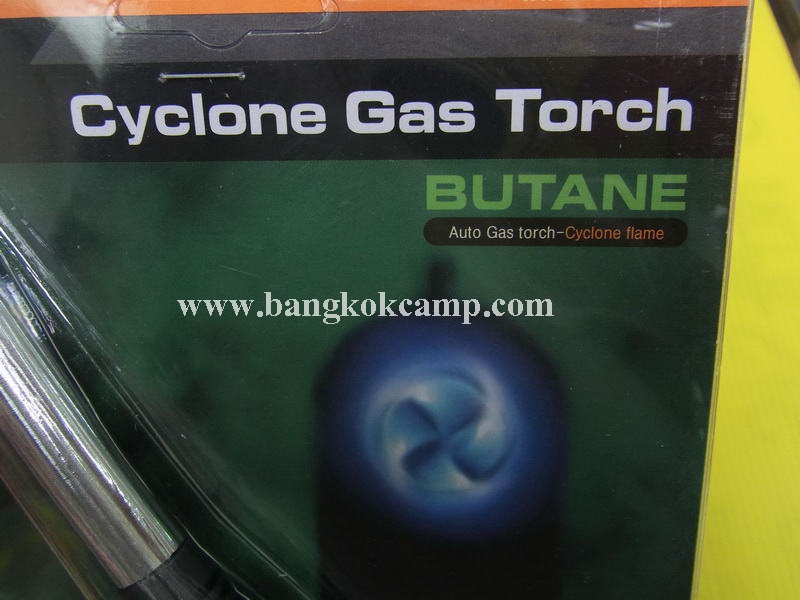 Cyclone Gas Torch
BUTANE
Auto Gas torch-Cyclone flame
www.bangkokcamp.com